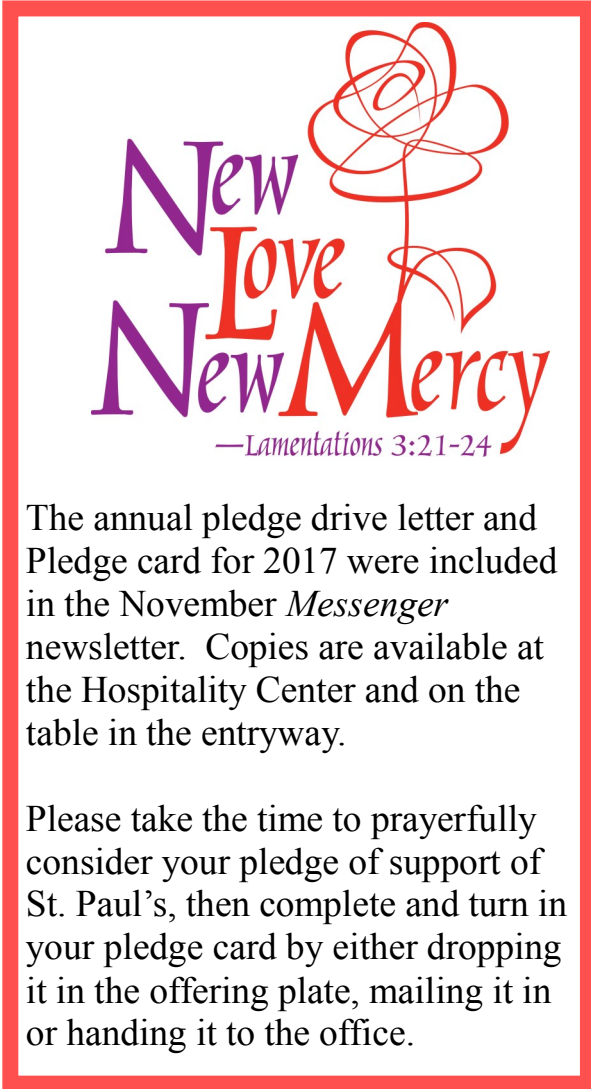 New
Love
New Mercy
—Lamentations 3:21-24
The annual pledge drive letter and
Pledge card for 2017 were included
in the November Messenger
newsletter.  Copies are available at
the Hospitality Center and on the
table in the entryway.
Please take the time to prayerfully
consider your pledge of support of
St. Paul’s, then complete and turn in
your pledge card by either dropping
it in the offering plate, mailing it in
or handing it to the office.